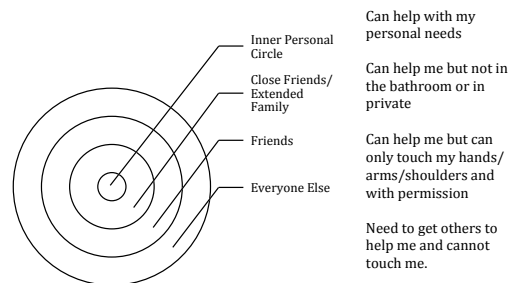 Inner Personal
Circle
Can help with my
personal needs
Close Friends/
Extended
Family
Can help me but not in
the bathroom or in
private
Friends
Can help me but can
only touch my hands/
arms/shoulders and
with permission
Everyone Else
Need to get others to
help me and cannot
touch me.